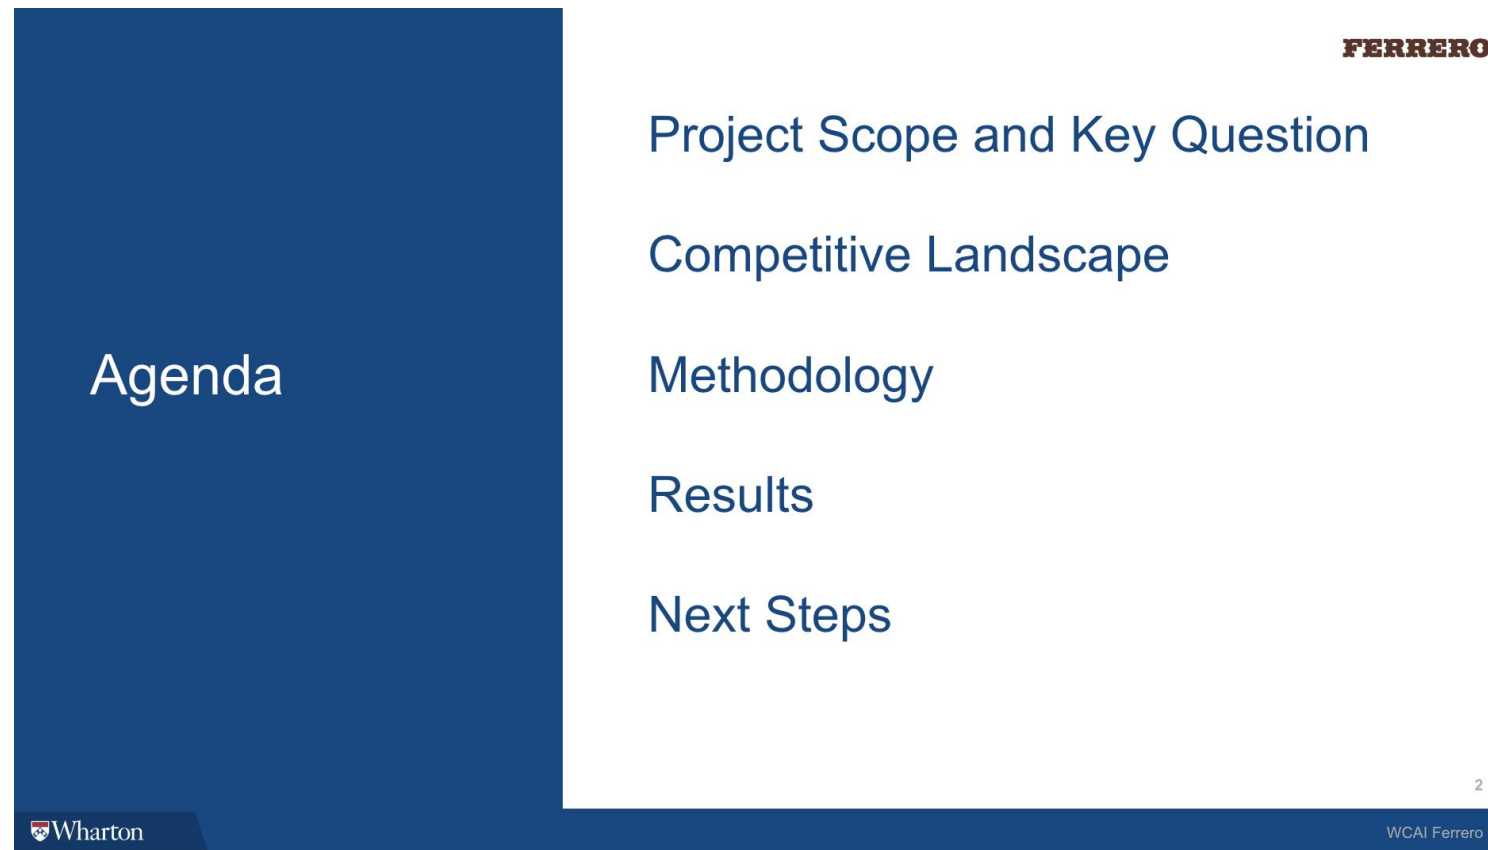 FERRERO
Agenda
Project Scope and Key Question
Competitive Landscape
Methodology
Results
Next Steps
2
Wharton
WCAI Ferrero